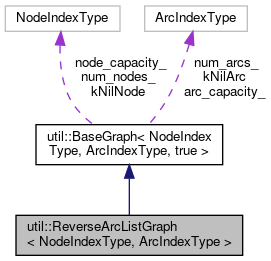 NodeIndexType
ArcIndexType
node_capacity_
num_nodes_
kNilNode
num_arcs_
kNilArc
arc_capacity_
util::BaseGraph< NodeIndex
Type, ArcIndexType, true >
util::ReverseArcListGraph
< NodeIndexType, ArcIndexType >